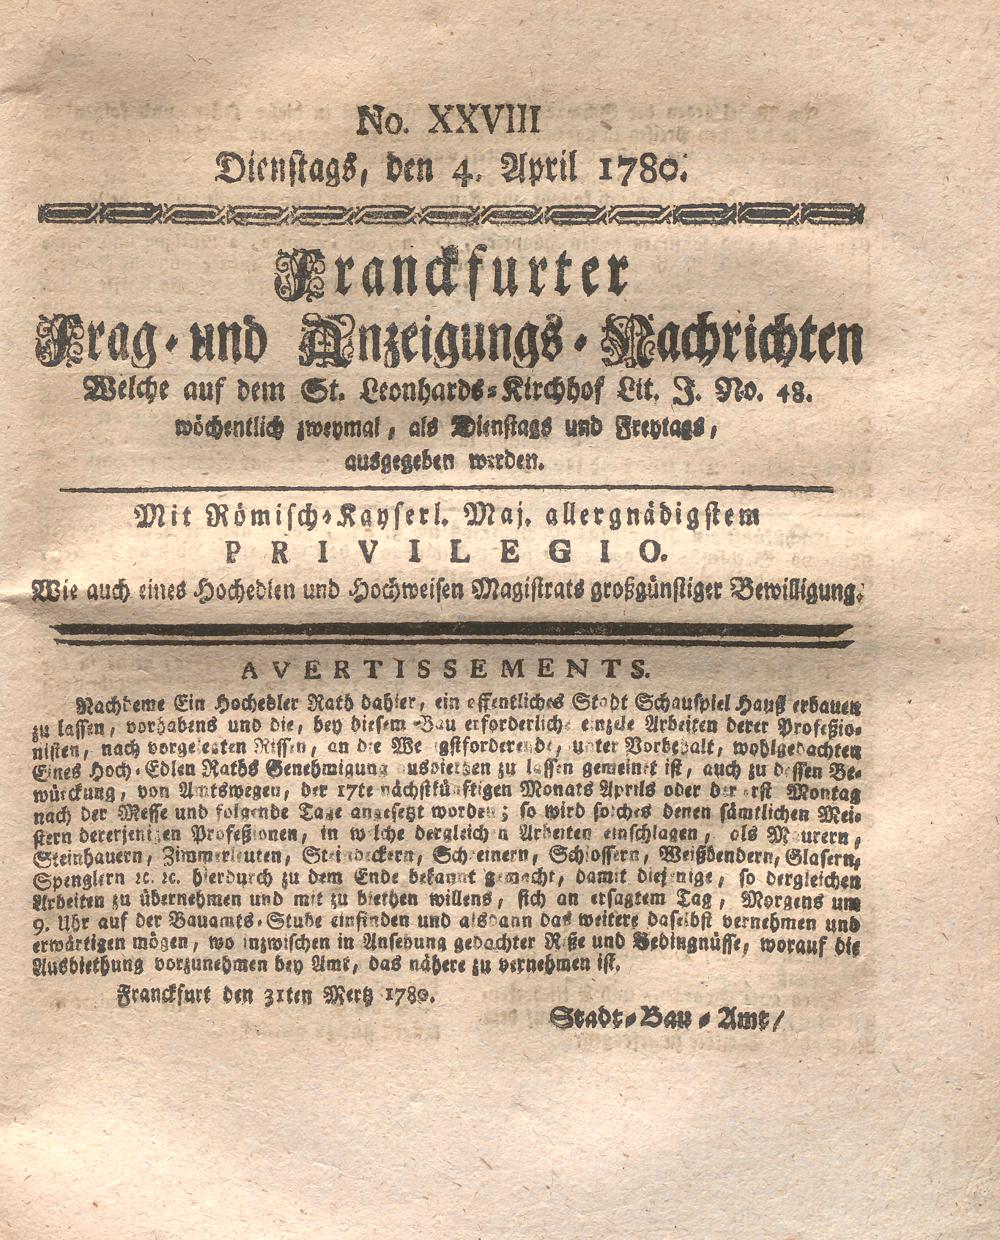 No. XXVIII
Dienstags, den 4. April 1780.
Franckfurter
Frag- und Anzeigungs-Nachrichten
Welche auf dem St. Leonhards-Kirchhof Lit. J. No. 48.
wöchentlich zweymal, als Dienstags und Freytags,
ausgegeben werden.
Mit Römisch-Kayserl. Maj. allergnädigstem
PRIVILEGIO.
Wie auch eines Hochedlen und Hochweisen Magistrats großgünstiger Bewilligung.
AVERTISSEMENTS.
Nachdeme Ein Hochedler Rath dahier, ein offentliches Stadt Schauspiel Hauß erbauen
zu lassen, vorhabens und die, bey diesem Bau erforderliche einzele Arbeiten derer Profeßio-
nisten, nach vorgelegten Rissen, an die We gstforderende, unter Vorbehalt, wohlgedachten
Eines Hoch-Edlen Raths Genehmigung ausbiethen zu lassen gemeinet ist, auch zu dessen Be-
würckung, von Amtswegen, der 17te nächstkünftigen Monats Aprils oder der erst Montag
nach der Messe und folgende Tage angesetzt worden; so wird solches denen sämtlichen Mei-
stern dererjenigen Profeßionen, in welche dergleichen Arbeiten einschlagen, als Maurern,
Steinhauern, Zimmerleuten, Steindeckern, Schreinern, Schlossern, Weißbendern, Glasern,
Spenglern ꝛc. ꝛc. hierdurch zu dem Ende bekannt gemacht, damit diejenige, so dergleichen
Arbeiten zu übernehmen und mit zu biethen willens, sich an ersagtem Tag, Morgens um
9. Uhr auf der Bauamts-Stube einfinden und alsdann das weitere daselbst vernehmen und
erwärtigen mögen, wo inzwischen in Ansehung gedachter Riße und Bedingnüsse, worauf die
Ausbiethung vorzunehmen bey Amt, das nähere zu vernehmen ist.
Franckfurt den 31ten Mertz 1780.
Stadt-Bau-Amt/